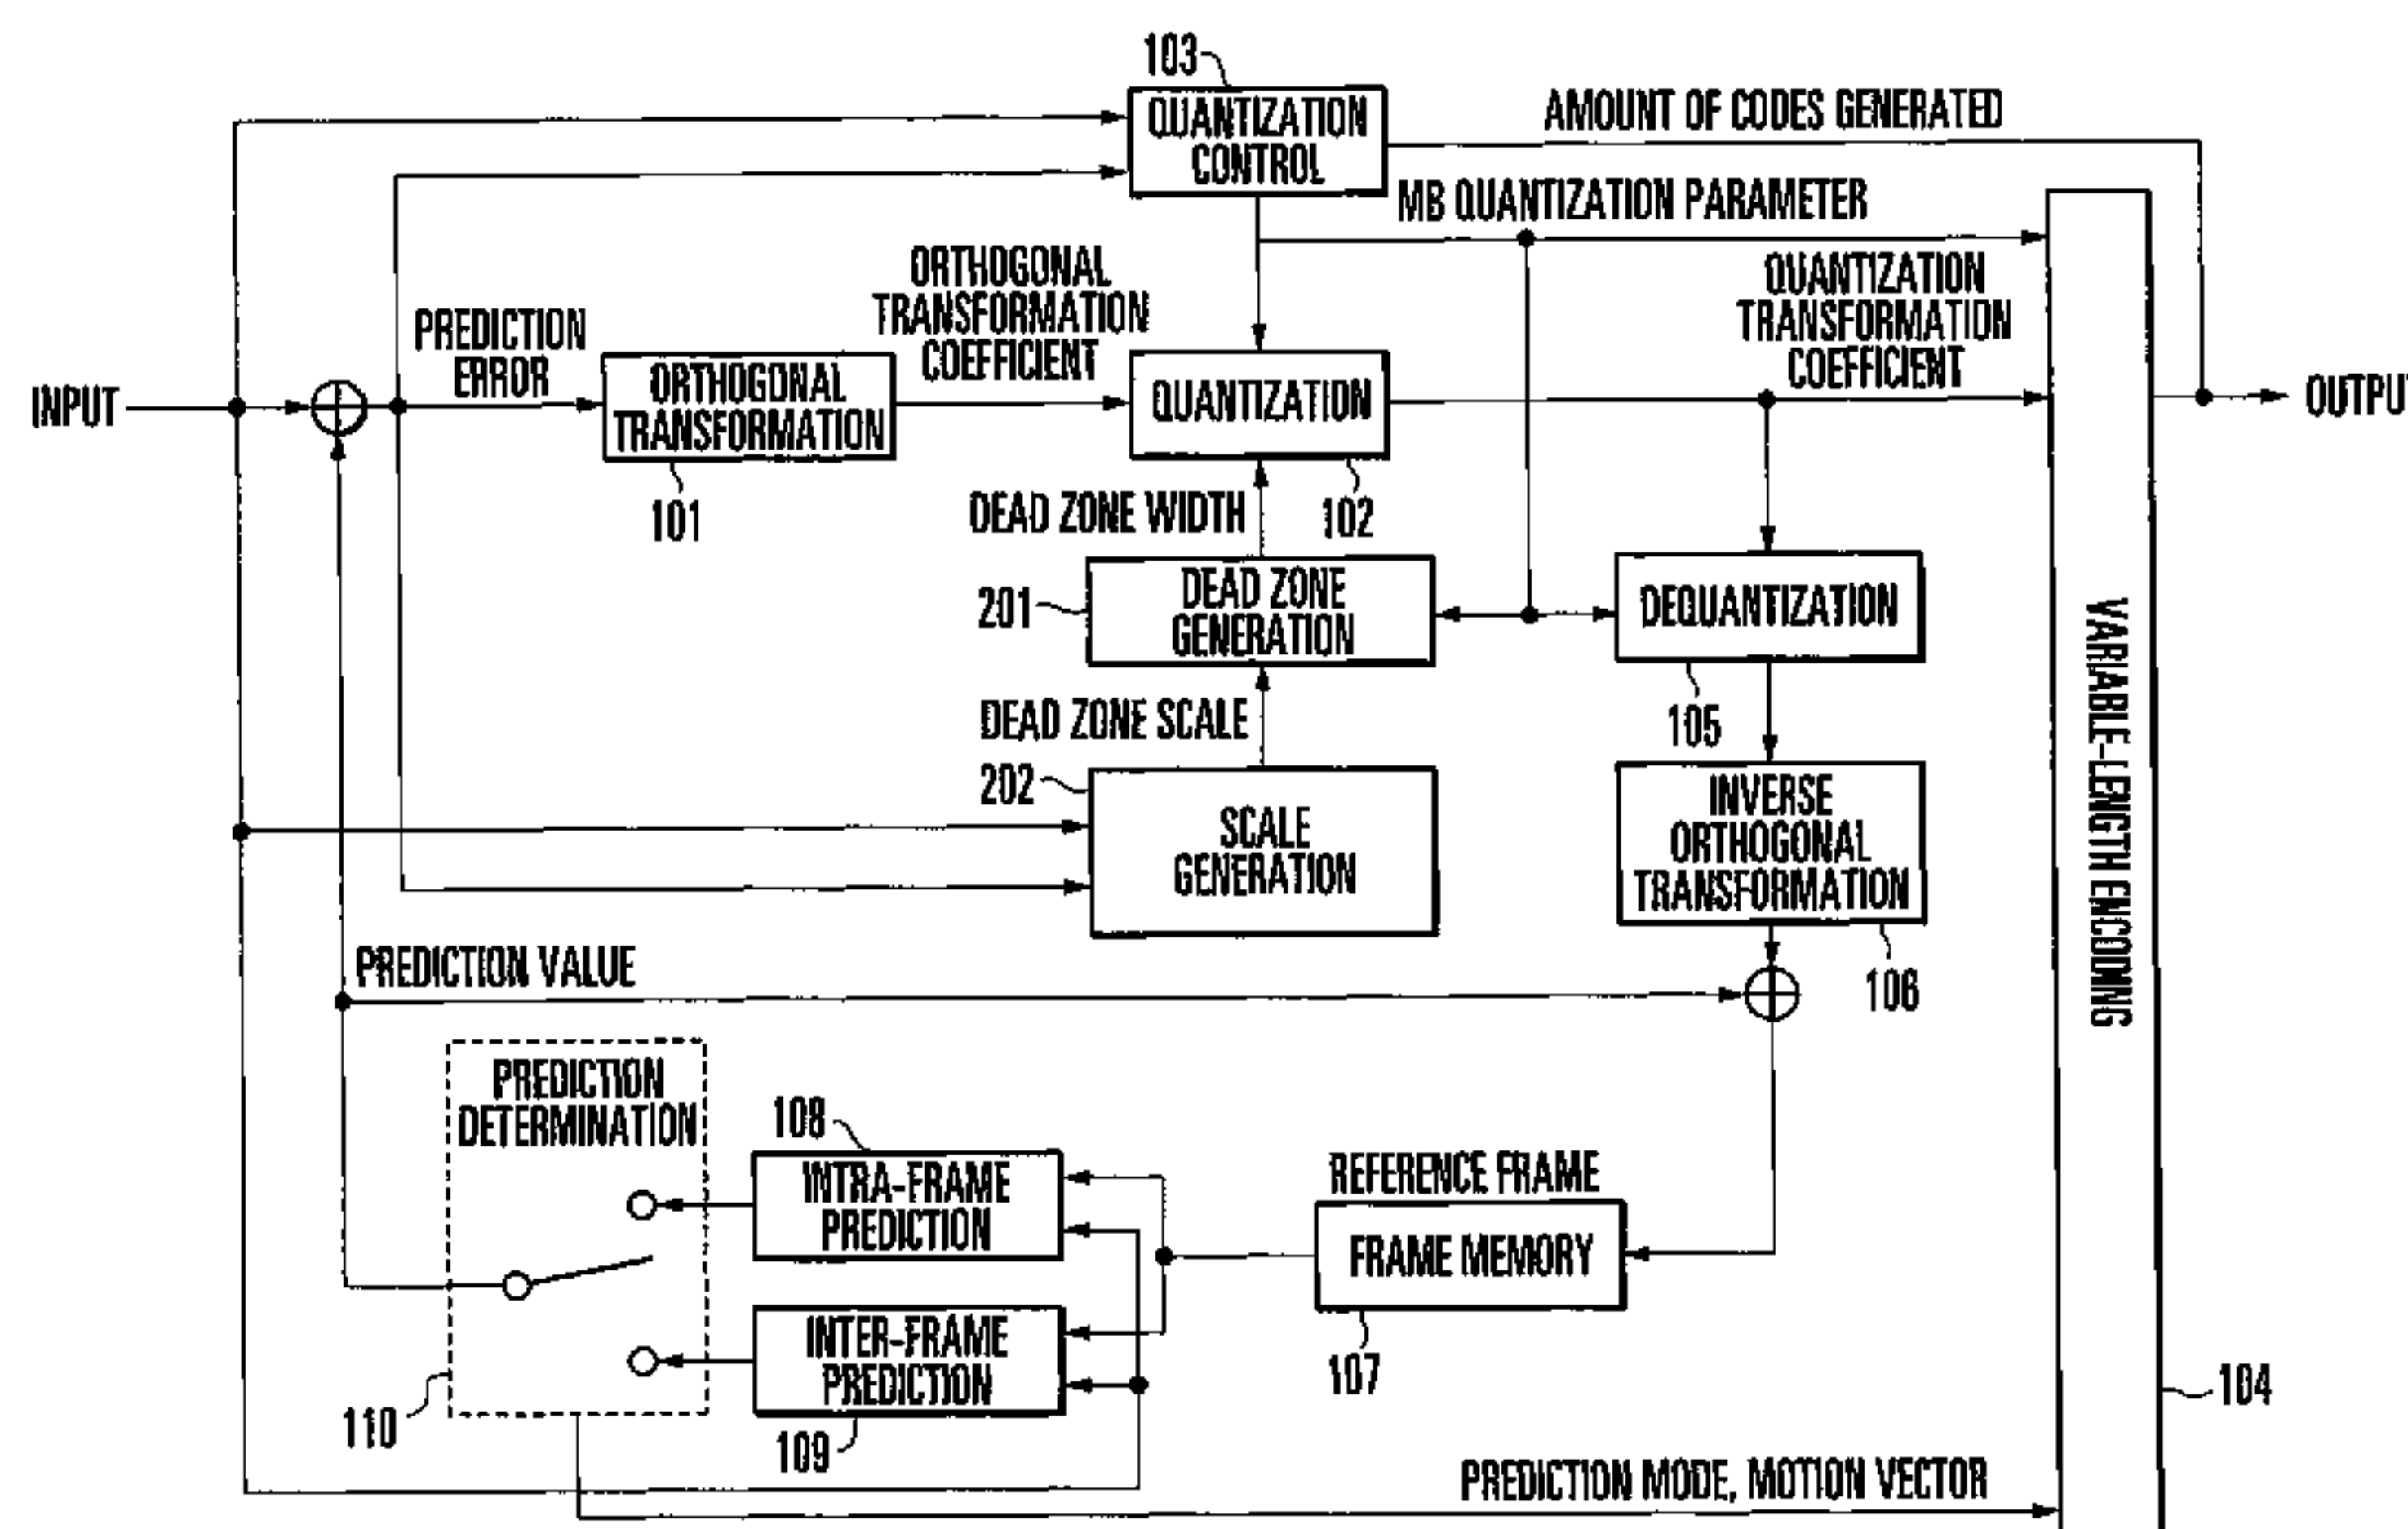 103
QUANTIZATION
CONTROL
AMOUNT OF CODES GENERATED
MB QUANTIZATION PARAMETER
ORTHOGONAL
TRANSFORMATION
COEFFICIENT
QUANTIZATION
TRANSFORMATION
COEFFICIENT
PREDICTION
ERROR
INPUT
ORTHOGONAL
TRANSFORMATION
QUANTIZATION
OUTPUT
101
DEAD ZONE WIDTH
102
201
DEAD ZONE
GENERATION
DEQUANTIZATION
VARIABLE-LENGTH ENCODING
DEAD ZONE SCALE
105
202
SCALE
GENERATION
INVERSE
ORTHOGONAL
TRANSFORMATION
PREDICTION VALUE
106
PREDICTION
DETERMINATION
108
INTRA-FRAME
PREDICTION
REFERENCE FRAME
FRAME MEMORY
INTER-FRAME
PREDICTION
107
104
110
109
PREDICTION MODE, MOTION VECTOR